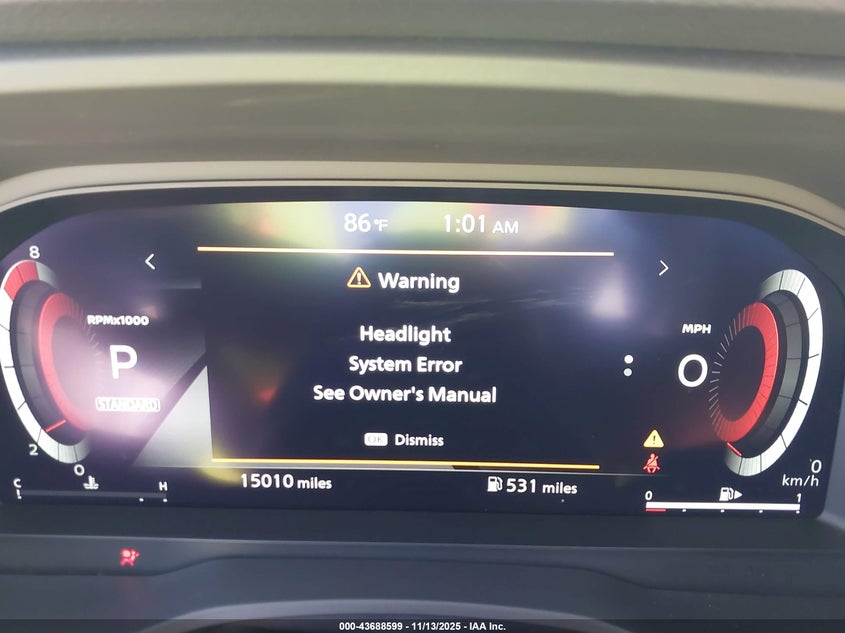 86°F 1:01 AM
8
Warning
RPMx1000
MPH
Headlight
System Error
See Owner's Manual
P
0
STANDARD
OK Dismiss
2
0
0
km/h
C H
15010 miles
531 miles
0 1
000-43688599 - 11/13/2025 - IAA Inc.